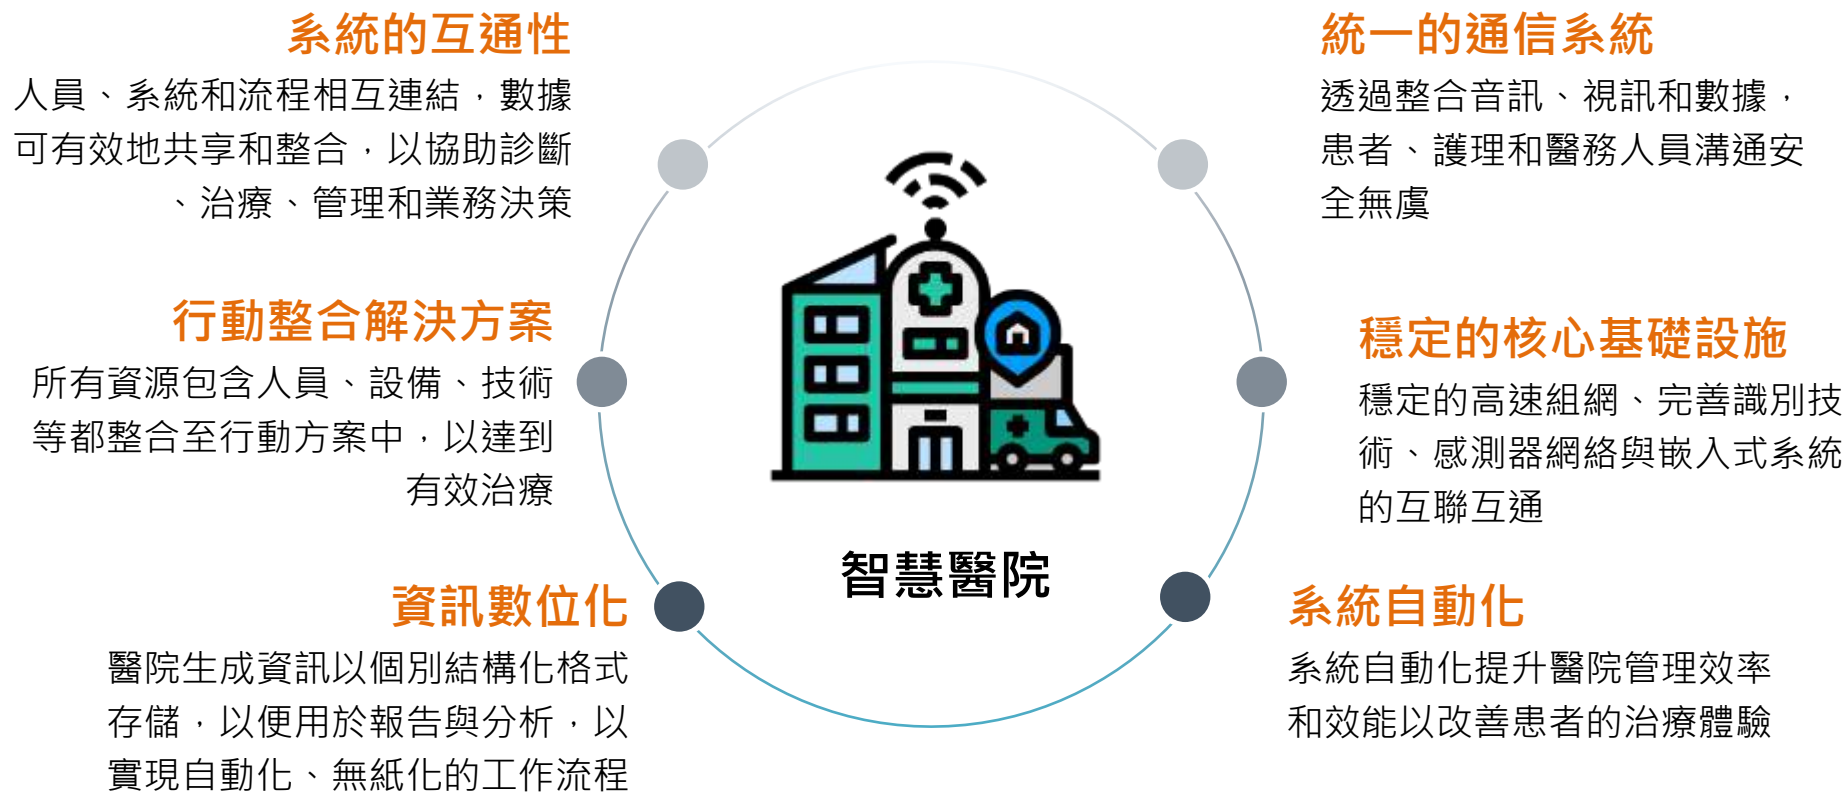 系統的互通性
人員、系統和流程相互連結，數據
可有效地共享和整合，以協助診斷
、治療、管理和業務決策
行動整合解決方案
所有資源包含人員、設備、技術
等都整合至行動方案中，以達到
有效治療
資訊數位化
醫院生成資訊以個別結構化格式
存儲，以便用於報告與分析，以
實現自動化、無紙化的工作流程
智慧醫院
統一的通信系統
透過整合音訊、視訊和數據，
患者、護理和醫務人員溝通安
全無虞
穩定的核心基礎設施
穩定的高速組網、完善識別技
術、感測器網絡與嵌入式系統
的互聯互通
系統自動化
系統自動化提升醫院管理效率
和效能以改善患者的治療體驗